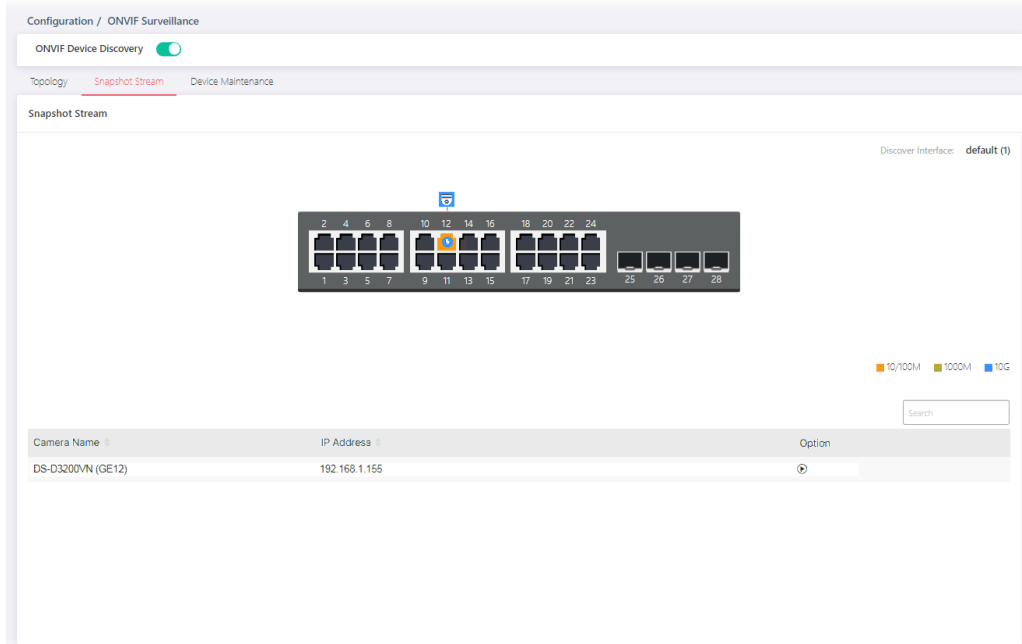 Configuration / ONVIF Surveillance
ONVIF Device Discovery
Topology Snapshot Stream Device Maintenance
Snapshot Stream
Discover Interface: default (1)
2 4 6 8 10 12 14 16 18 20 22 24
1 3 5 7 9 11 13 15 17 19 21 23 25 26 27 28
10/100M 1000M 10G
Search
Camera Name IP Address Option
DS-D3200VN (GE12) 192.168.1.155